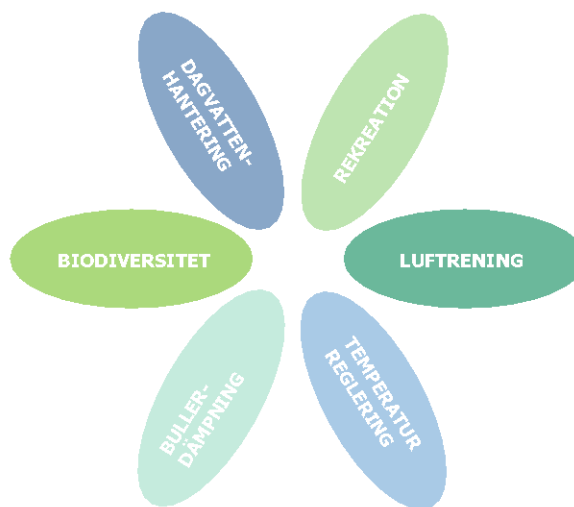 DAGVATTEN-
HANTERING
REKREATION
BIODIVERSITET
LUFTRENING
BULLER-
DÄMPNING
TEMPERATUR
REGLERING